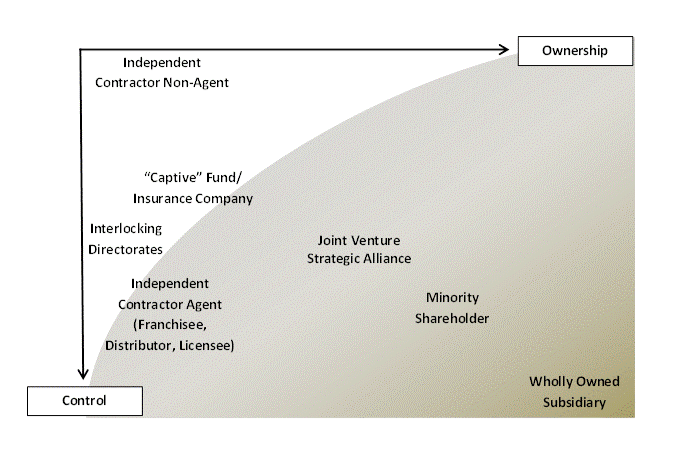 Ownership
Independent
Contractor Non-Agent
“Captive” Fund/
Insurance Company
Interlocking
Directorates
Joint Venture
Strategic Alliance
Independent
Contractor Agent
(Franchisee,
Distributor, Licensee)
Minority
Shareholder
Wholly Owned
Subsidiary
Control